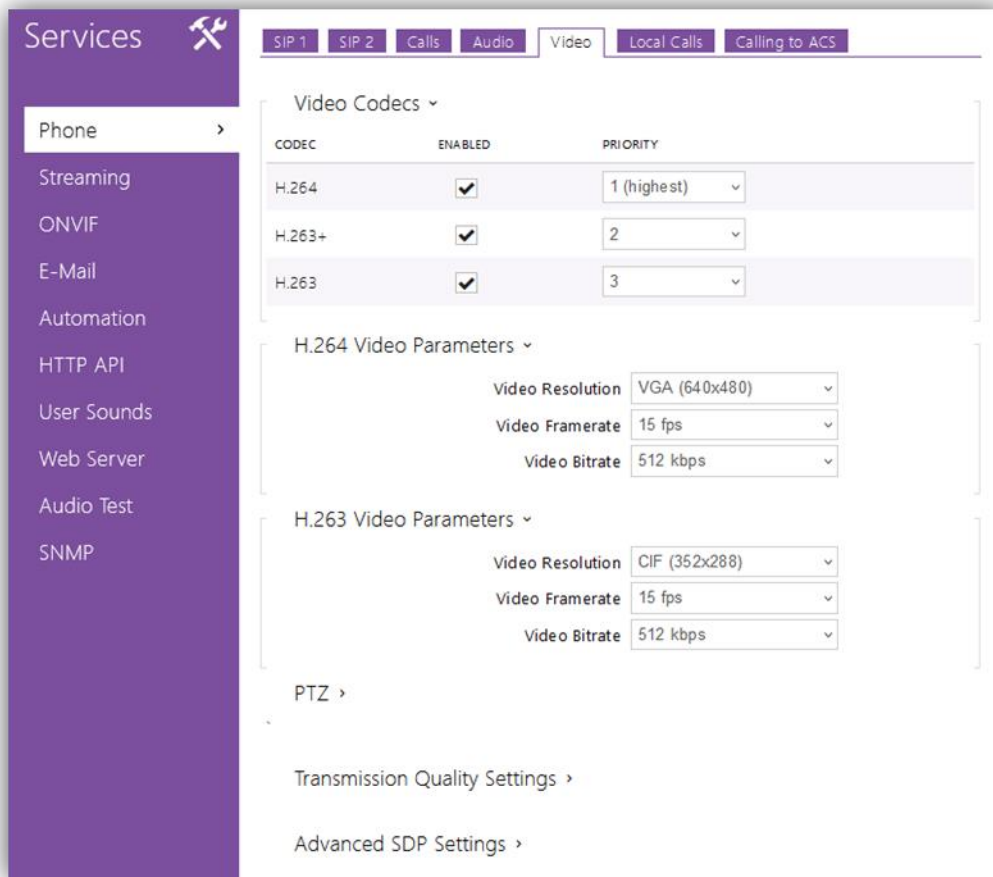 Services
Phone
Streaming
ONVIF
E-Mail
Automation
HTTP API
User Sounds
Web Server
Audio Test
SNMP
SIP 1 SIP 2 Calls Audio Video Local Calls Calling to ACS
Video Codecs
CODEC ENABLED PRIORITY
H.264 1 (highest)
H.263+ 2
H.263 3
H.264 Video Parameters
Video Resolution VGA (640x480)
Video Framerate 15 fps
Video Bitrate 512 kbps
H.263 Video Parameters
Video Resolution CIF (352x288)
Video Framerate 15 fps
Video Bitrate 512 kbps
PTZ
Transmission Quality Settings
Advanced SDP Settings